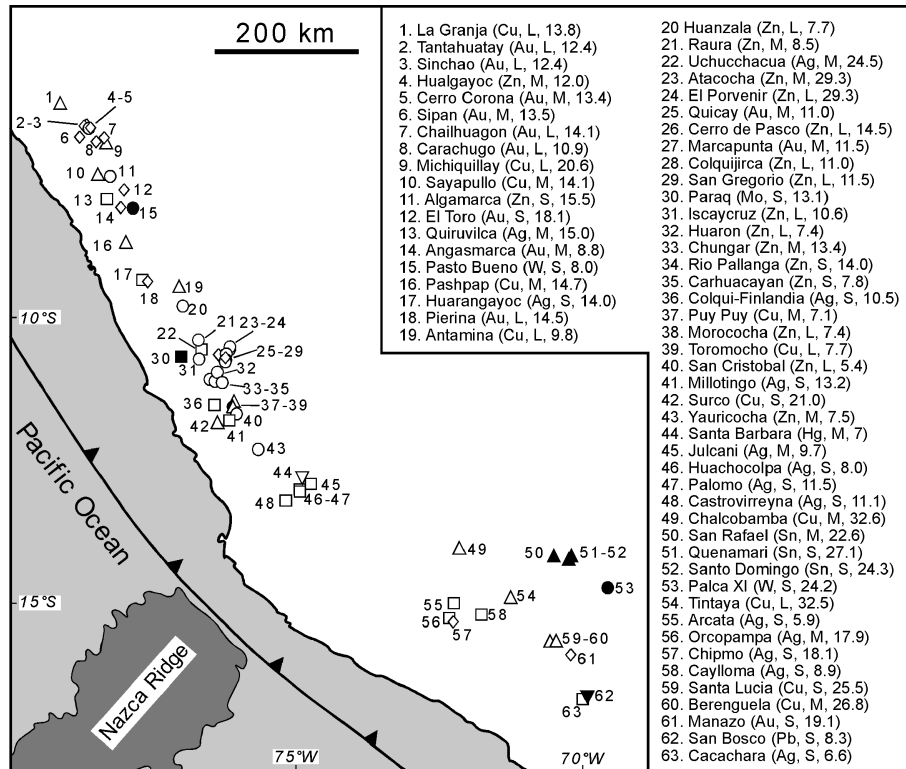 200 km
1. La Granja (Cu, L, 13.8)
2. Tantahuatay (Au, L, 12.4)
3. Sinchao (Au, L, 12.4)
4. Hualgayoc (Zn, M, 12.0)
5. Cerro Corona (Au, M, 13.4)
6. Sipan (Au, M, 13.5)
7. Chailhuagon (Au, L, 14.1)
8. Carachugo (Au, L, 10.9)
9. Michiquillay (Cu, L, 20.6)
10. Sayapullo (Cu, M, 14.1)
11. Algamarca (Zn, S, 15.5)
12. El Toro (Au, S, 18.1)
13. Quiruvilca (Ag, M, 15.0)
14. Angasmarca (Au, M, 8.8)
15. Pasto Bueno (W, S, 8.0)
16. Pashpap (Cu, M, 14.7)
17. Huarangayoc (Ag, S, 14.0)
18. Pierina (Au, L, 14.5)
19. Antamina (Cu, L, 9.8)
20 Huanzala (Zn, L, 7.7)
21. Raura (Zn, M, 8.5)
22. Uchucchacua (Ag, M, 24.5)
23. Atacocha (Zn, M, 29.3)
24. El Porvenir (Zn, L, 29.3)
25. Quicay (Au, M, 11.0)
26. Cerro de Pasco (Zn, L, 14.5)
27. Marcapunta (Au, M, 11.5)
28. Colquijirca (Zn, L, 11.0)
29. San Gregorio (Zn, L, 11.5)
30. Paraq (Mo, S, 13.1)
31. Iscaycruz (Zn, L, 10.6)
32. Huaron (Zn, L, 7.4)
33. Chungar (Zn, M, 13.4)
34. Rio Pallanga (Zn, S, 14.0)
35. Carhuacayan (Zn, S, 7.8)
36. Colqui-Finlandia (Ag, S, 10.5)
37. Puy Puy (Cu, M, 7.1)
38. Morococha (Zn, L, 7.4)
39. Toromocho (Cu, L, 7.7)
40. San Cristobal (Zn, L, 5.4)
41. Millotingo (Ag, S, 13.2)
42. Surco (Cu, S, 21.0)
43. Yauricocha (Zn, M, 7.5)
44. Santa Barbara (Hg, M, 7)
45. Julcani (Ag, M, 9.7)
46. Huachocolpa (Ag, S, 8.0)
47. Palomo (Ag, S, 11.5)
48. Castrovirreyna (Ag, S, 11.1)
49. Chalcobamba (Cu, M, 32.6)
50. San Rafael (Sn, M, 22.6)
51. Quenamari (Sn, S, 27.1)
52. Santo Domingo (Sn, S, 24.3)
53. Palca XI (W, S, 24.2)
54. Tintaya (Cu, L, 32.5)
55. Arcata (Ag, S, 5.9)
56. Orcopampa (Ag, M, 17.9)
57. Chipmo (Ag, S, 18.1)
58. Caylloma (Ag, S, 8.9)
59. Santa Lucia (Cu, S, 25.5)
60. Berenguela (Cu, M, 26.8)
61. Manazo (Au, S, 19.1)
62. San Bosco (Pb, S, 8.3)
63. Cacachara (Ag, S, 6.6)
1
4-5
2-3
6
7
8
9
10
11
12
13
14
15
16
17
18
19
20
10°S
21
23-24
22
25-29
30
31
32
33-35
36
37-39
40
42
41
43
44
45
46-47
48
Pacific Ocean
49
50
51-52
53
54
15°S
55
56
57
58
59-60
61
62
63
Nazca Ridge
75°W
70°W